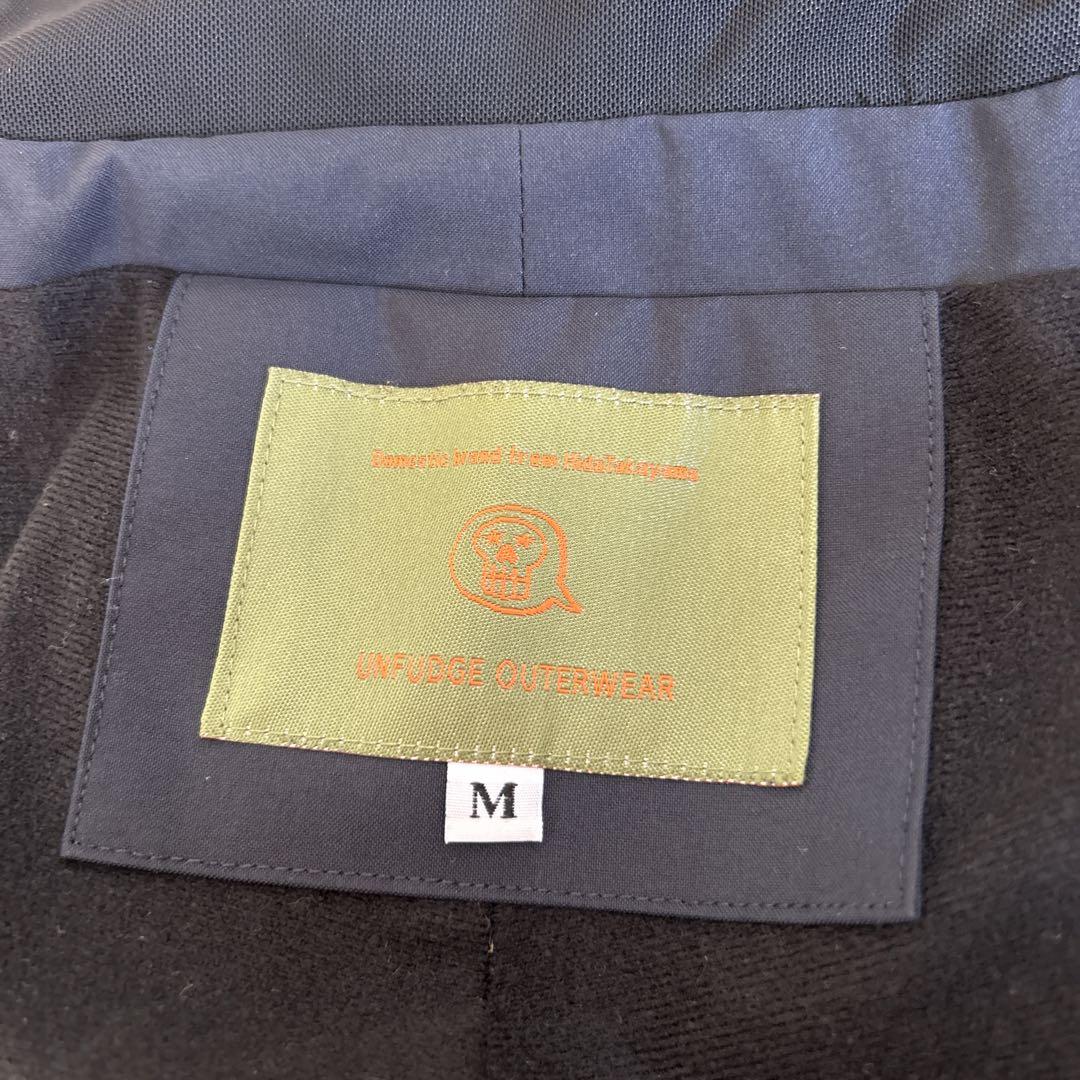 Domestic brand from HidaTakayama
UNFUDGE OUTERWEAR
M